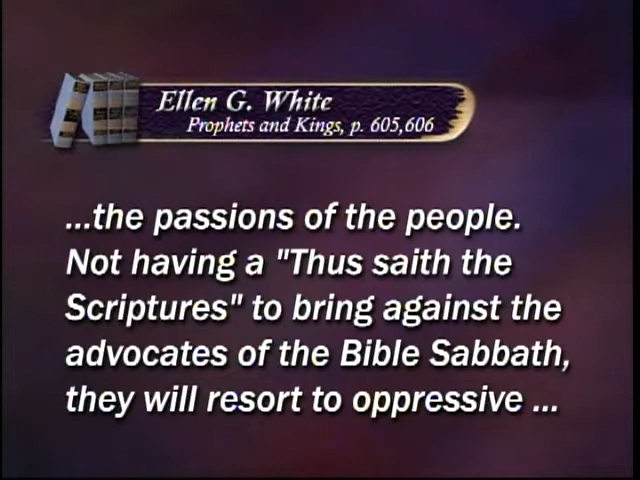 Ellen G. White
Prophets and Kings, p. 605,606
...the passions of the people.
Not having a "Thus saith the
Scriptures" to bring against the
advocates of the Bible Sabbath,
they will resort to oppressive ...